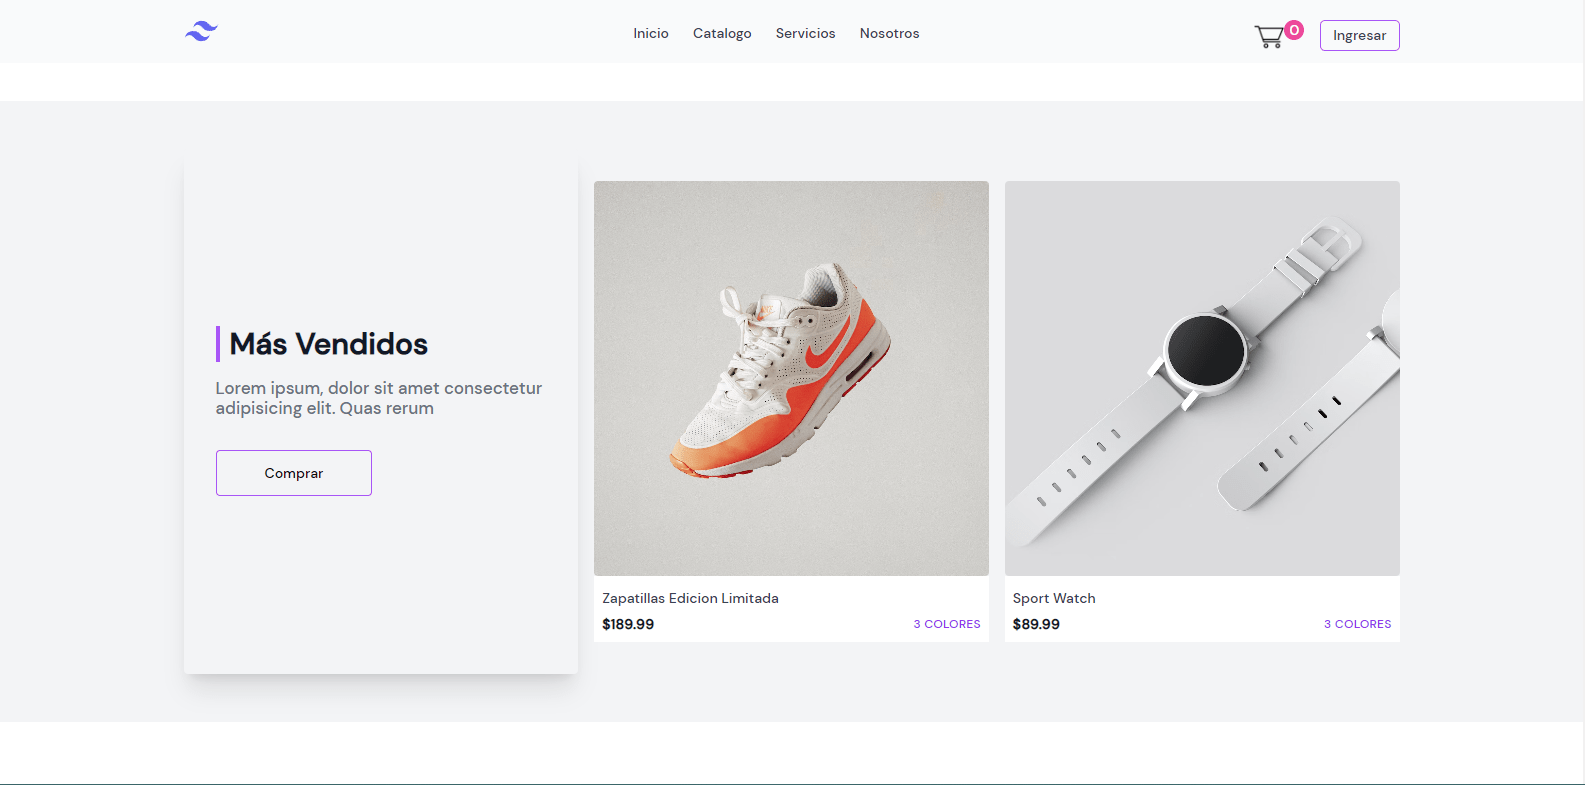 Inicio Catalogo Servicios Nosotros 0 Ingresar
Más Vendidos
Lorem ipsum, dolor sit amet consectetur
adipisicing elit. Quas rerum
Comprar
Zapatillas Edicion Limitada
$189.99 3 COLORES
Sport Watch
$89.99 3 COLORES